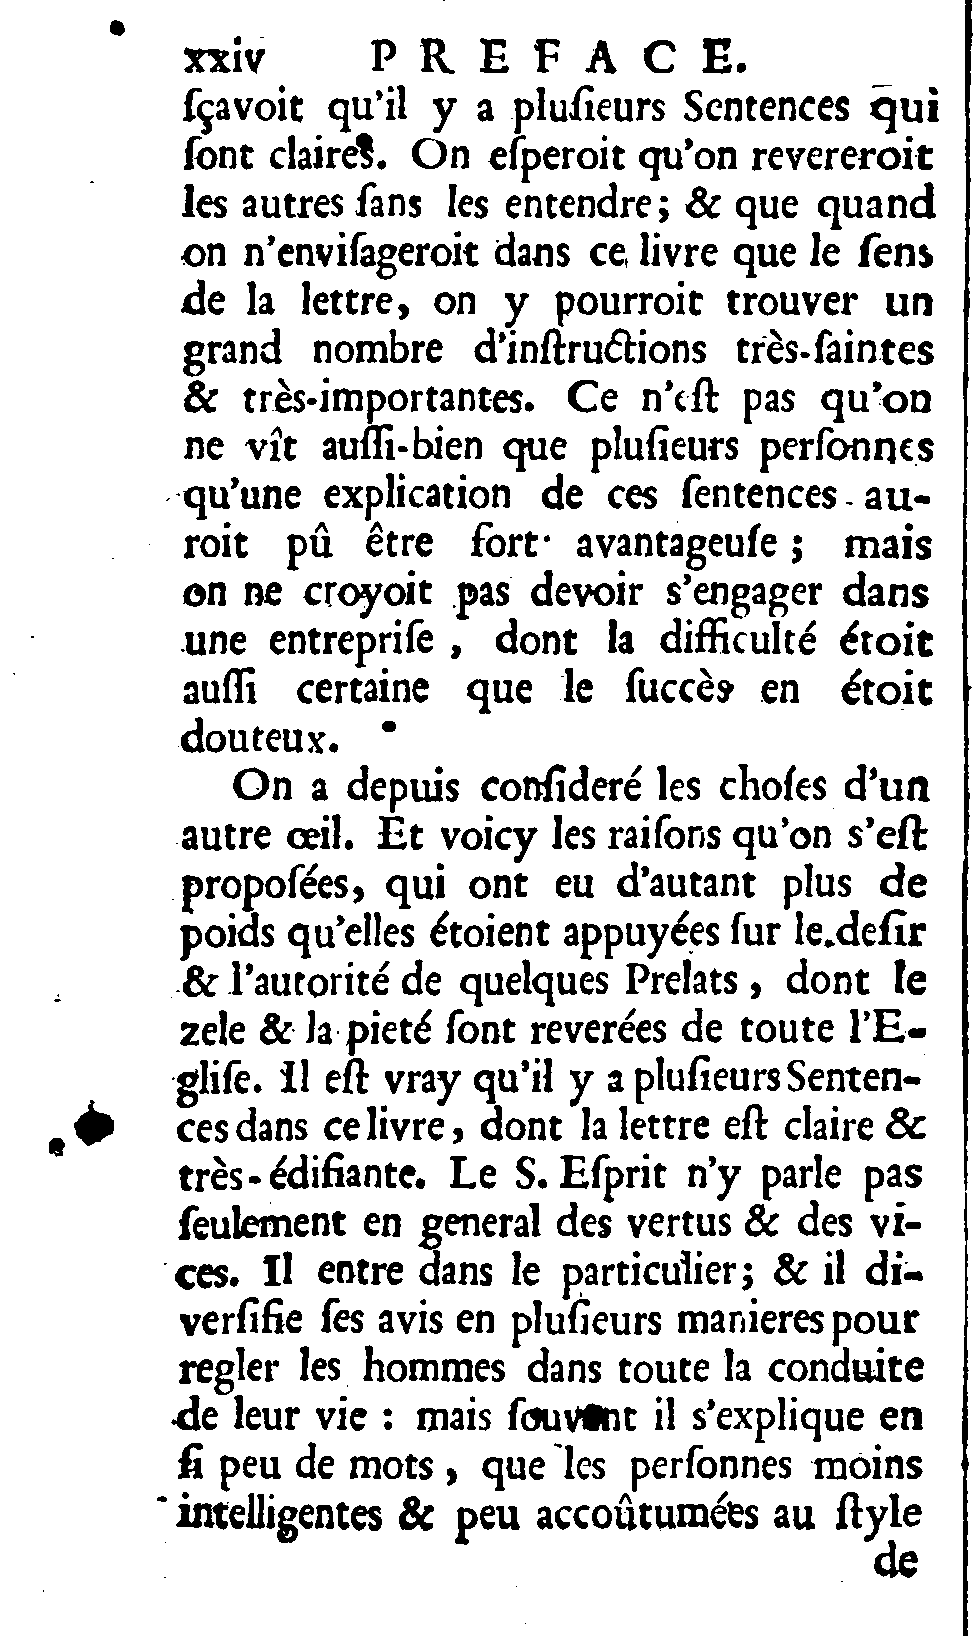 xxiv PREFACE.
ſçavoit qu'il y a pluſieurs Sentences qui
ſont claires. On eſperoit qu'on revereroit
les autres ſans les entendre; & que quand
on n'enviſageroit dans ce livre que le ſens
de la lettre, on y pourroit trouver un
grand nombre d'inſtructions très-ſaintes
& très-importantes. Ce n'eſt pas qu'on
ne vît auſſi-bien que pluſieurs perſonnes
qu'une explication de ces ſentences au-
roit pû être fort avantageuſe ; mais
on ne croyoit pas devoir s'engager dans
une entrepriſe , dont la difficulté étoit
auſſi certaine que le ſuccès en étoit
douteux.
On a depuis conſideré les choſes d'un
autre œil. Et voicy les raiſons qu'on s'eſt
propoſées, qui ont eu d'autant plus de
poids qu'elles étoient appuyées ſur le deſir
& l'autorité de quelques Prelats , dont le
zele & la pieté ſont reverées de toute l'E-
gliſe. Il eſt vray qu'il y a pluſieurs Senten-
ces dans ce livre, dont la lettre eſt claire &
très-édifiante. Le S. Eſprit n'y parle pas
ſeulement en general des vertus & des vi-
ces. Il entre dans le particulier; & il di-
verſifie ſes avis en pluſieurs manieres pour
regler les hommes dans toute la conduite
de leur vie : mais ſouvent il s'explique en
ſi peu de mots , que les perſonnes moins
intelligentes & peu accoûtumées au ſtyle
de